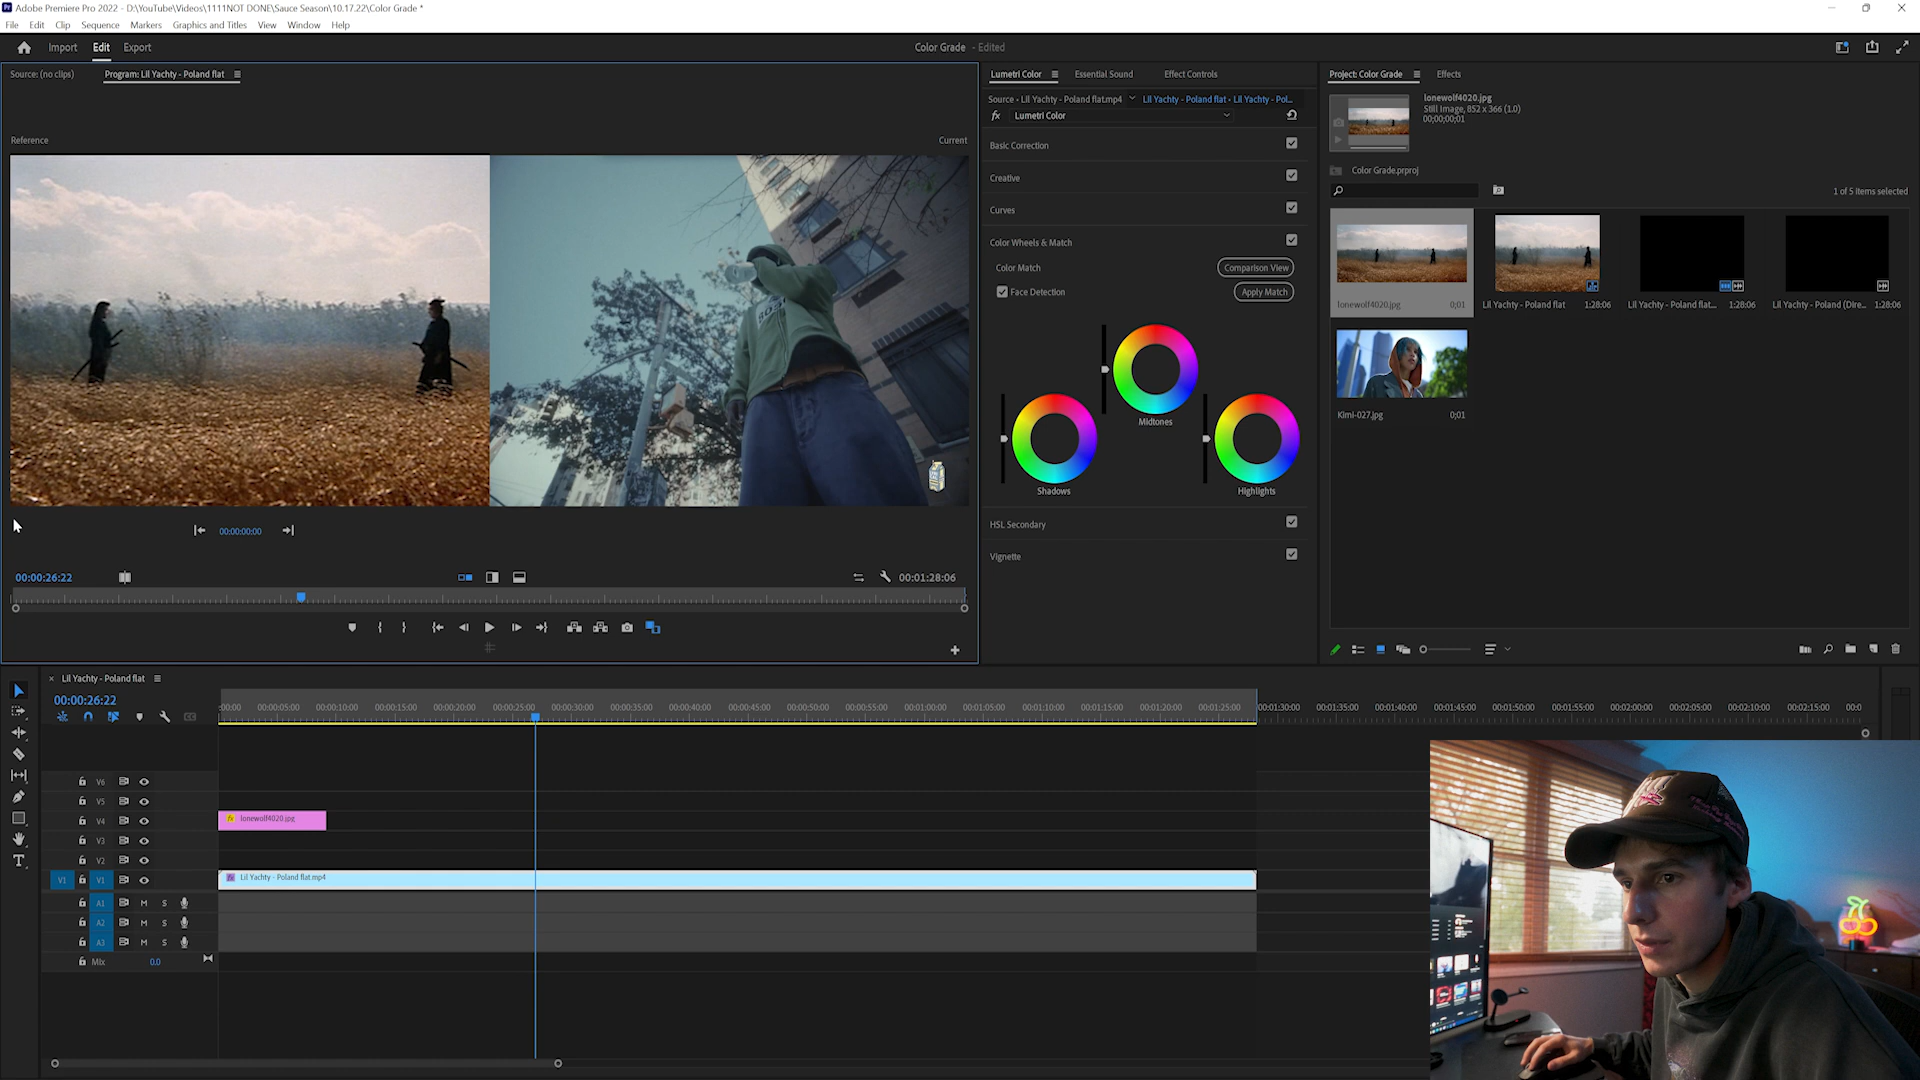 Adobe Premiere Pro 2022 - D:\YouTube\Videos\1111NOT DONE\Sauce Season\10.17.22\Color Grade *
File Edit Clip Sequence Markers Graphics and Titles View Window Help
Import Edit Export
Color Grade - Edited
Source: (no clips)
Program: Lil Yachty - Poland flat
Reference
Current
00:00:00:00
00:00:26:22
00:01:28:06
Lumetri Color
Essential Sound
Effect Controls
Source • Lil Yachty - Poland flat.mp4
Lil Yachty - Poland flat • Lil Yachty - Pol...
fx Lumetri Color
Basic Correction
Creative
Curves
Color Wheels & Match
Color Match
Comparison View
Face Detection
Apply Match
Midtones
Shadows
Highlights
HSL Secondary
Vignette
Project: Color Grade
Effects
lonewolf4020.jpg
Still Image, 852 x 366 (1.0)
00;00;00;01
Color Grade.prproj
1 of 5 items selected
lonewolf4020.jpg 0;01
Lil Yachty - Poland flat 1:28:06
Lil Yachty - Poland flat... 1:28:06
Lil Yachty - Poland (Dire... 1:28:06
Kimi-027.jpg 0;01
Lil Yachty - Poland flat
00:00:26:22
:00:00 00:00:05:00 00:00:10:00 00:00:15:00 00:00:20:00 00:00:25:00 00:00:30:00 00:00:35:00 00:00:40:00 00:00:45:00 00:00:50:00 00:00:55:00 00:01:00:00 00:01:05:00 00:01:10:00 00:01:15:00 00:01:20:00 00:01:25:00 00:01:30:00 00:01:35:00 00:01:40:00 00:01:45:00 00:01:50:00 00:01:55:00 00:02:00:00 00:02:05:00 00:02:10:00 00:02:15:00 00:0
V6
V5
V4
fx lonewolf4020.jpg
V3
V2
V1 V1
fx Lil Yachty - Poland flat.mp4
A1 M S
A2 M S
A3 M S
Mix 0.0